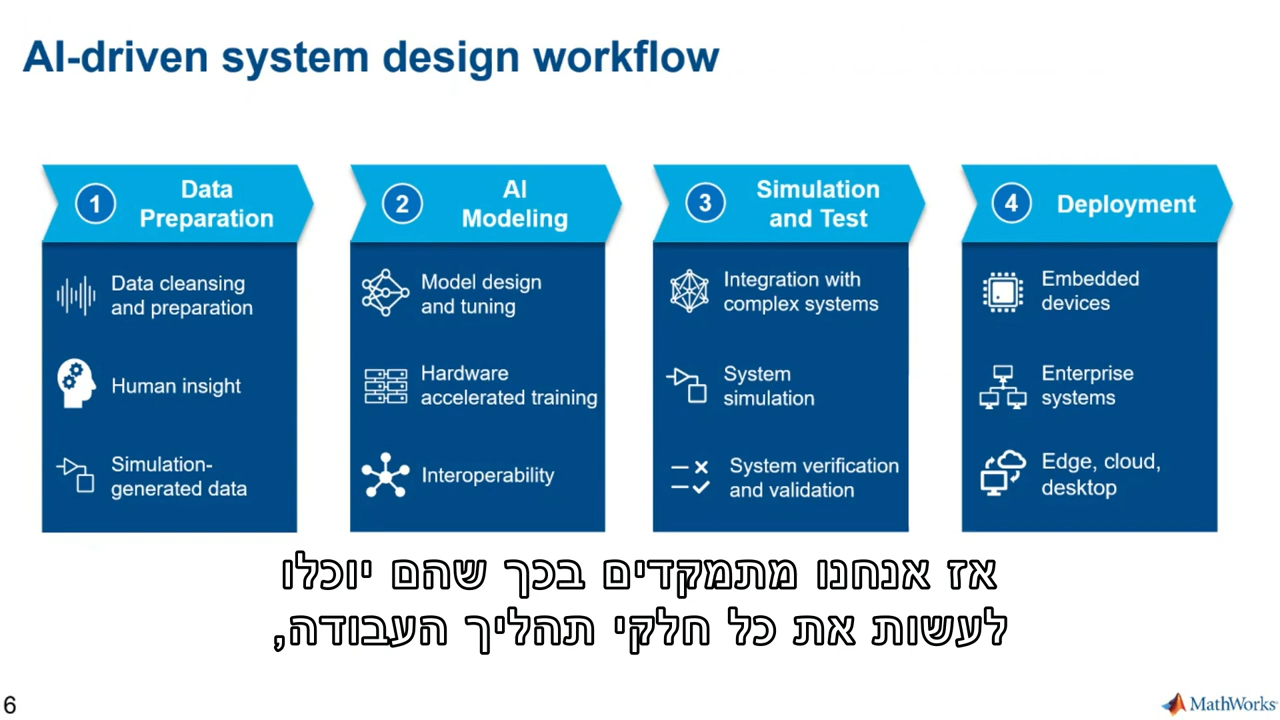 AI-driven system design workflow
1
Data
Preparation
Data cleansing
and preparation
Human insight
Simulation-
generated data
2
AI
Modeling
Model design
and tuning
Hardware
accelerated training
Interoperability
3
Simulation
and Test
Integration with
complex systems
System
simulation
System verification
and validation
4
Deployment
Embedded
devices
Enterprise
systems
Edge, cloud,
desktop
אז אנחנו מתמקדים בכך שהם יוכלו
לעשות את כל חלקי תהליך העבודה,
6
MathWorks